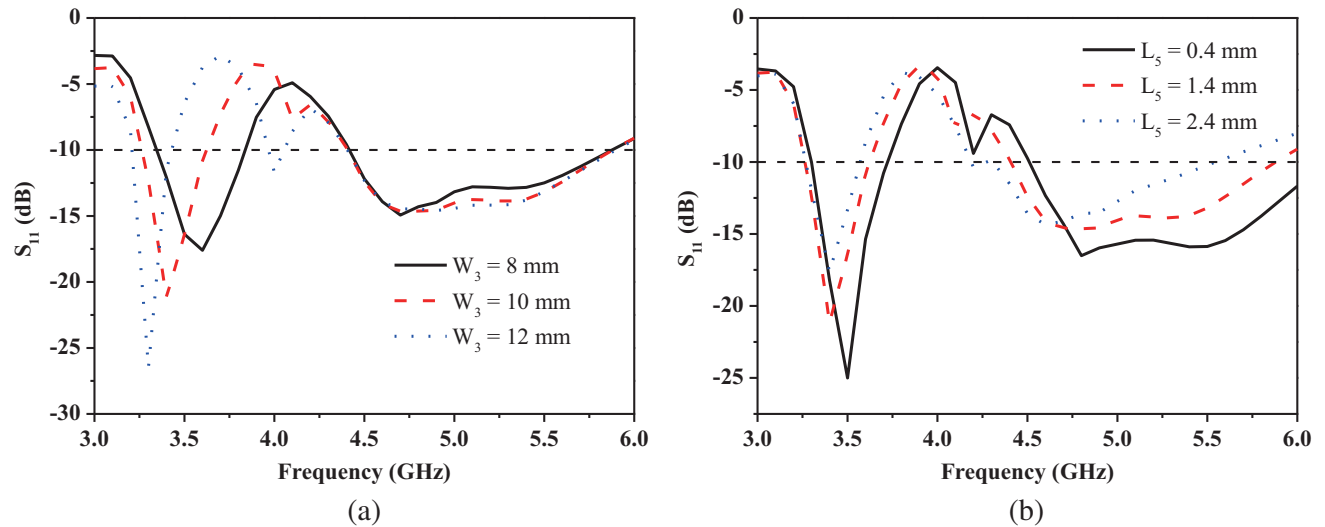 0
-5
-10
-15
-20
-25
-30
S11 (dB)
W3 = 8 mm
W3 = 10 mm
W3 = 12 mm
3.0 3.5 4.0 4.5 5.0 5.5 6.0
Frequency (GHz)
(a)
0
-5
-10
-15
-20
-25
S11 (dB)
L5 = 0.4 mm
L5 = 1.4 mm
L5 = 2.4 mm
3.0 3.5 4.0 4.5 5.0 5.5 6.0
Frequency (GHz)
(b)